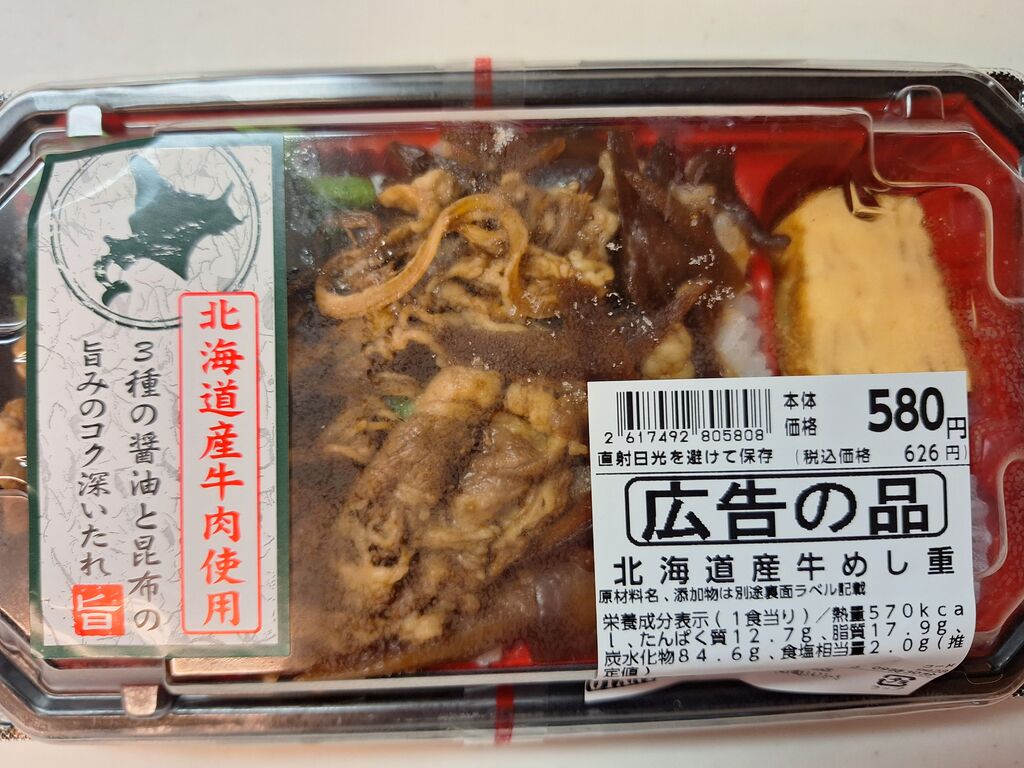 北海道産牛肉使用
3種の醤油と昆布の
旨みのコク深いたれ
旨
2 617492 805808
本体
価格
580円
直射日光を避けて保存 (税込価格 626円)
広告の品
北海道産牛めし重
原材料名、添加物は別途裏面ラベル記載
栄養成分表示(1食当り)/熱量570kca
l、たんぱく質12.7g、脂質17.9g、
炭水化物84.6g、食塩相当量2.0g(推
定値)